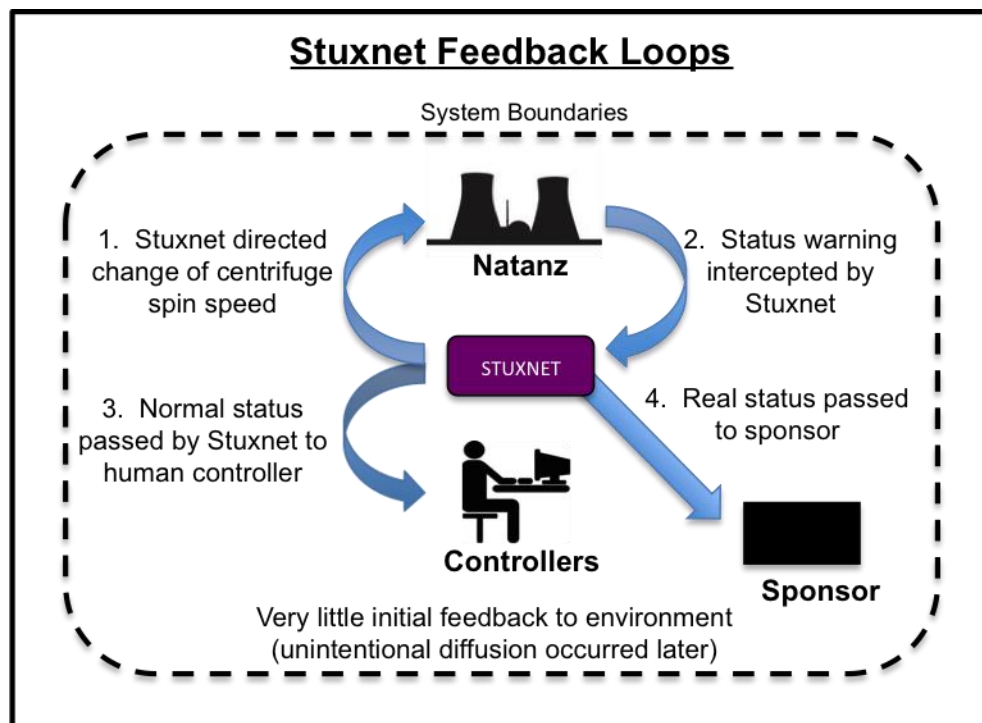 Stuxnet Feedback Loops
System Boundaries
1. Stuxnet directed
change of centrifuge
spin speed
Natanz
2. Status warning
intercepted by
Stuxnet
STUXNET
3. Normal status
passed by Stuxnet to
human controller
4. Real status passed
to sponsor
Controllers
Sponsor
Very little initial feedback to environment
(unintentional diffusion occurred later)